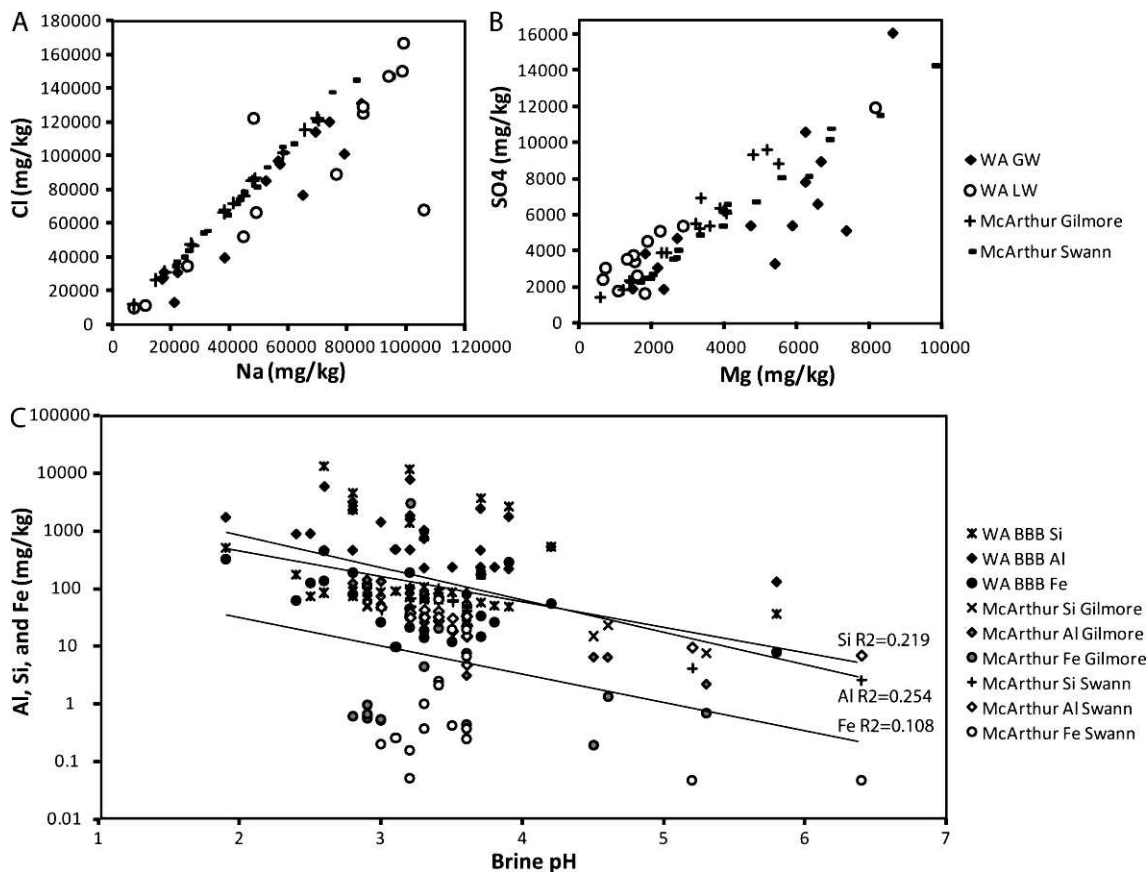 A
180000
160000
140000
120000
100000
80000
60000
40000
20000
0
Cl (mg/kg)
0 20000 40000 60000 80000 100000 120000
Na (mg/kg)
B
16000
14000
12000
10000
8000
6000
4000
2000
0
SO4 (mg/kg)
0 2000 4000 6000 8000 10000
Mg (mg/kg)
WA GW
WA LW
McArthur Gilmore
McArthur Swann
C
100000
10000
1000
100
10
1
0.1
0.01
Al, Si, and Fe (mg/kg)
Si R2=0.219
Al R2=0.254
Fe R2=0.108
1 2 3 4 5 6 7
Brine pH
WA BBB Si
WA BBB Al
WA BBB Fe
McArthur Si Gilmore
McArthur Al Gilmore
McArthur Fe Gilmore
McArthur Si Swann
McArthur Al Swann
McArthur Fe Swann